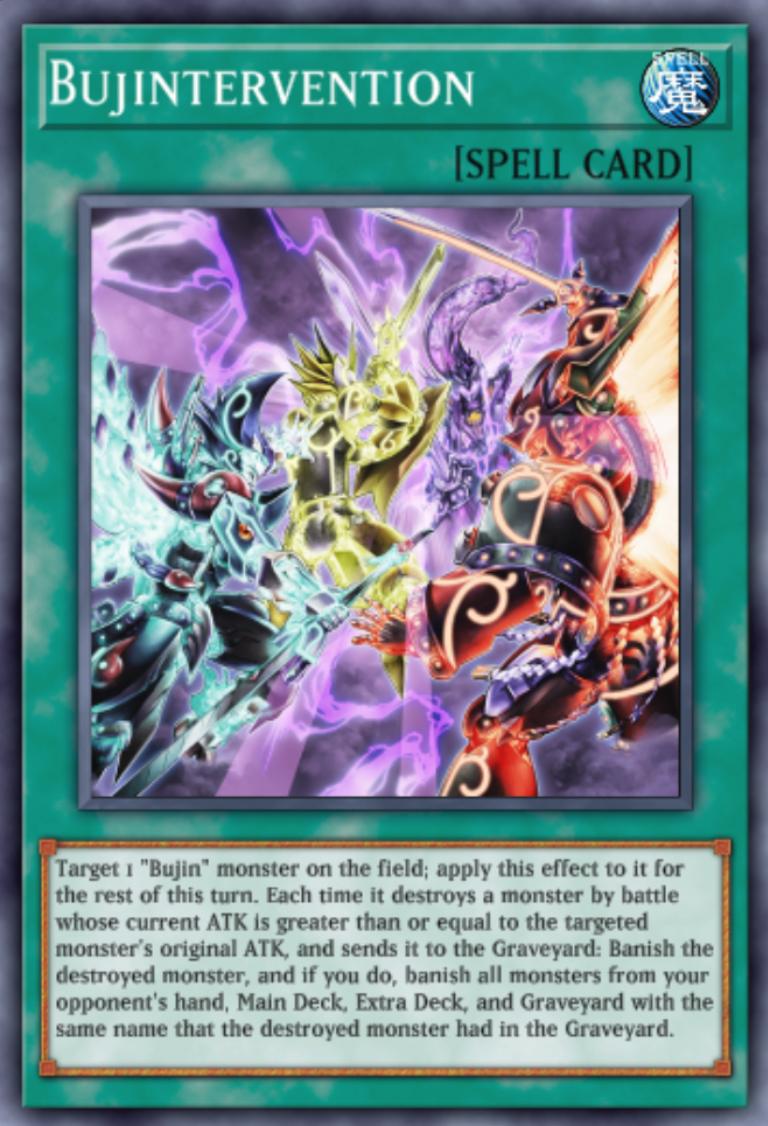 Bujintervention
SPELL
魔
[SPELL CARD]
Target 1 "Bujin" monster on the field; apply this effect to it for
the rest of this turn. Each time it destroys a monster by battle
whose current ATK is greater than or equal to the targeted
monster's original ATK, and sends it to the Graveyard: Banish the
destroyed monster, and if you do, banish all monsters from your
opponent's hand, Main Deck, Extra Deck, and Graveyard with the
same name that the destroyed monster had in the Graveyard.